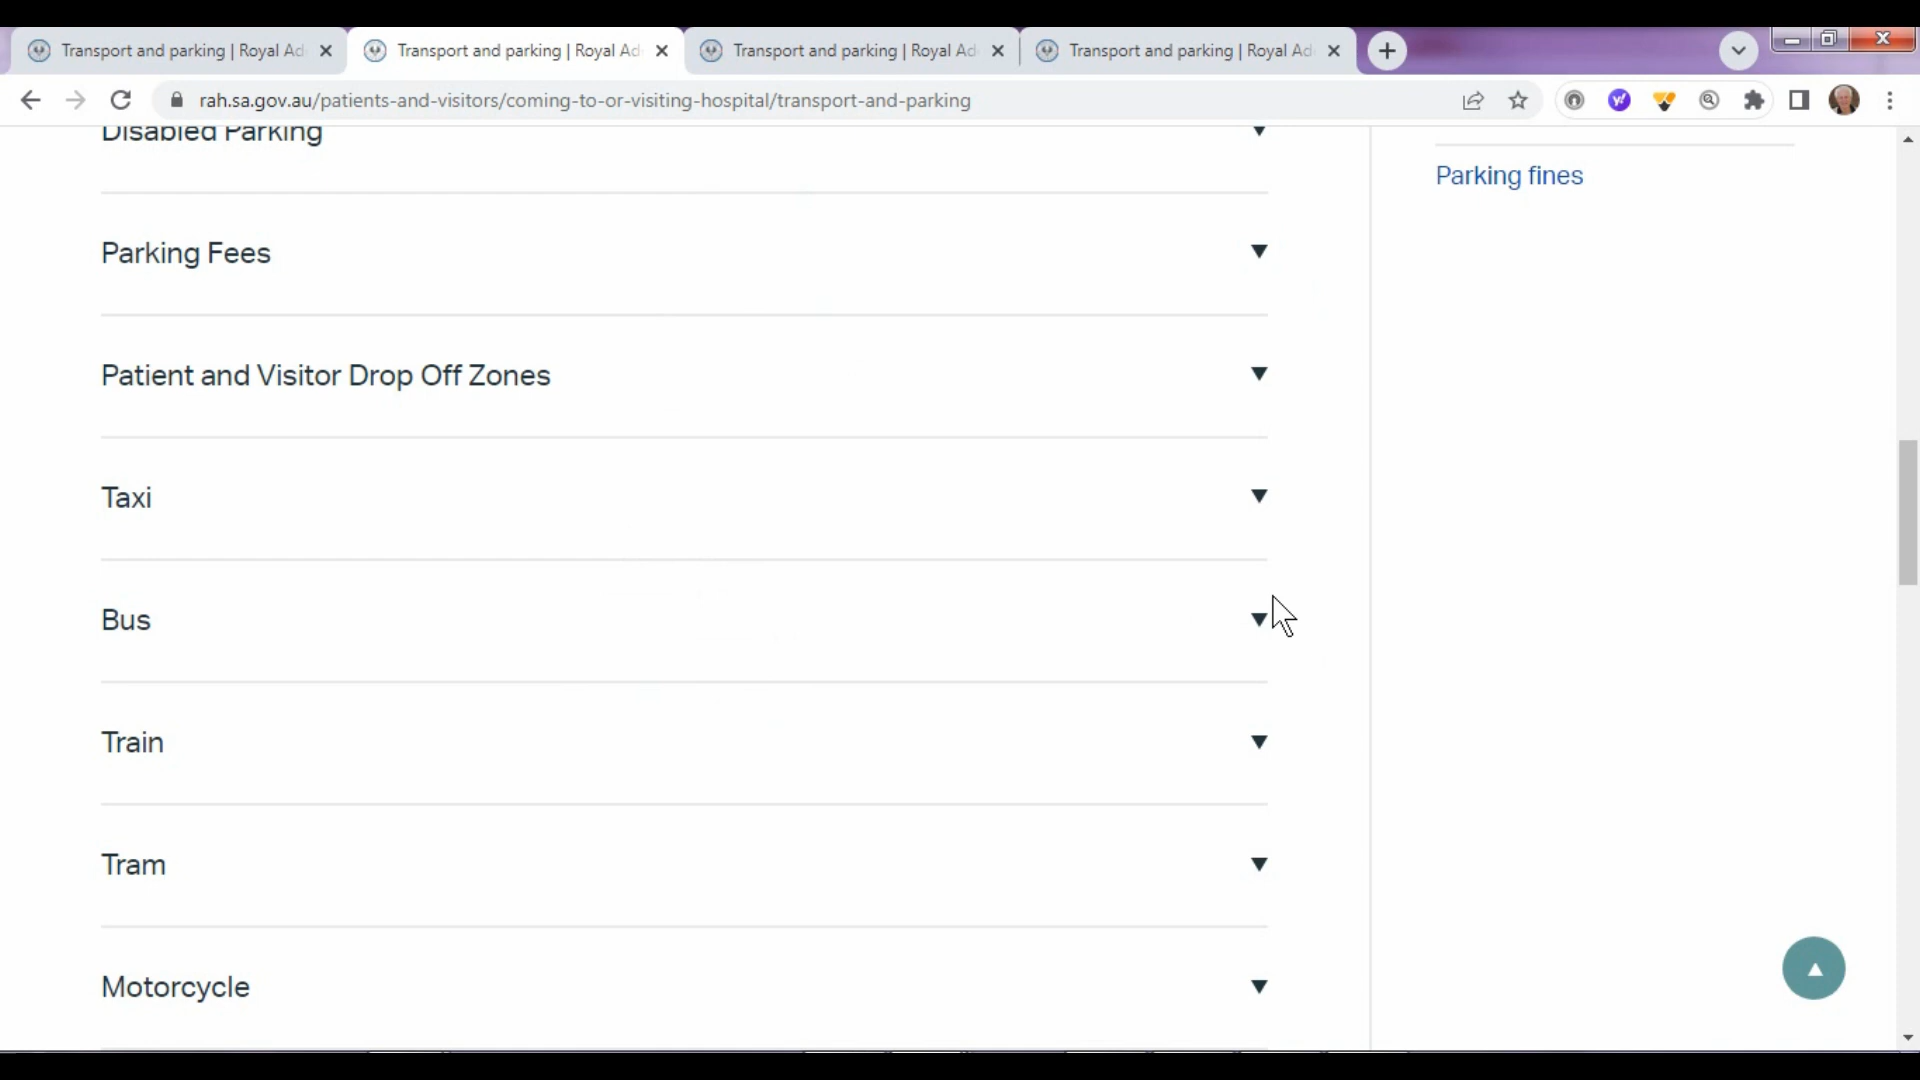 Transport and parking | Royal Ad
Transport and parking | Royal Ad
Transport and parking | Royal Ad
Transport and parking | Royal Ad
rah.sa.gov.au/patients-and-visitors/coming-to-or-visiting-hospital/transport-and-parking
Disabled Parking
Parking fines
Parking Fees
Patient and Visitor Drop Off Zones
Taxi
Bus
Train
Tram
Motorcycle